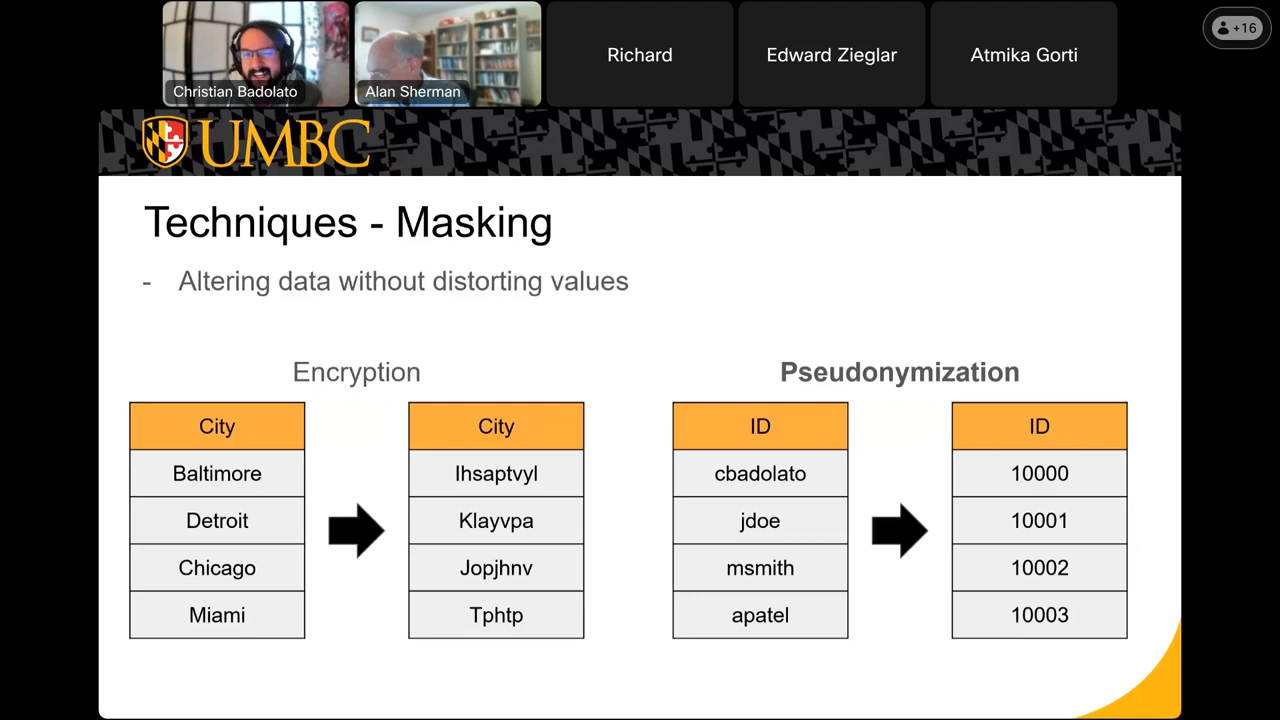 Christian Badolato
Alan Sherman
Richard
Edward Zieglar
Atmika Gorti
+16
UMBC
Techniques - Masking
- Altering data without distorting values
Encryption
City
Baltimore
Detroit
Chicago
Miami
City
Ihsaptvyl
Klayvpa
Jopjhnv
Tphtp
Pseudonymization
ID
cbadolato
jdoe
msmith
apatel
ID
10000
10001
10002
10003